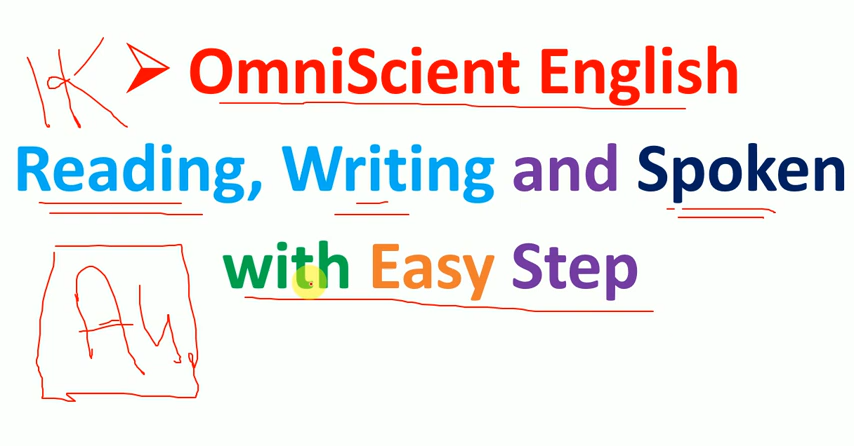 OmniScient English
Reading, Writing and Spoken
with Easy Step